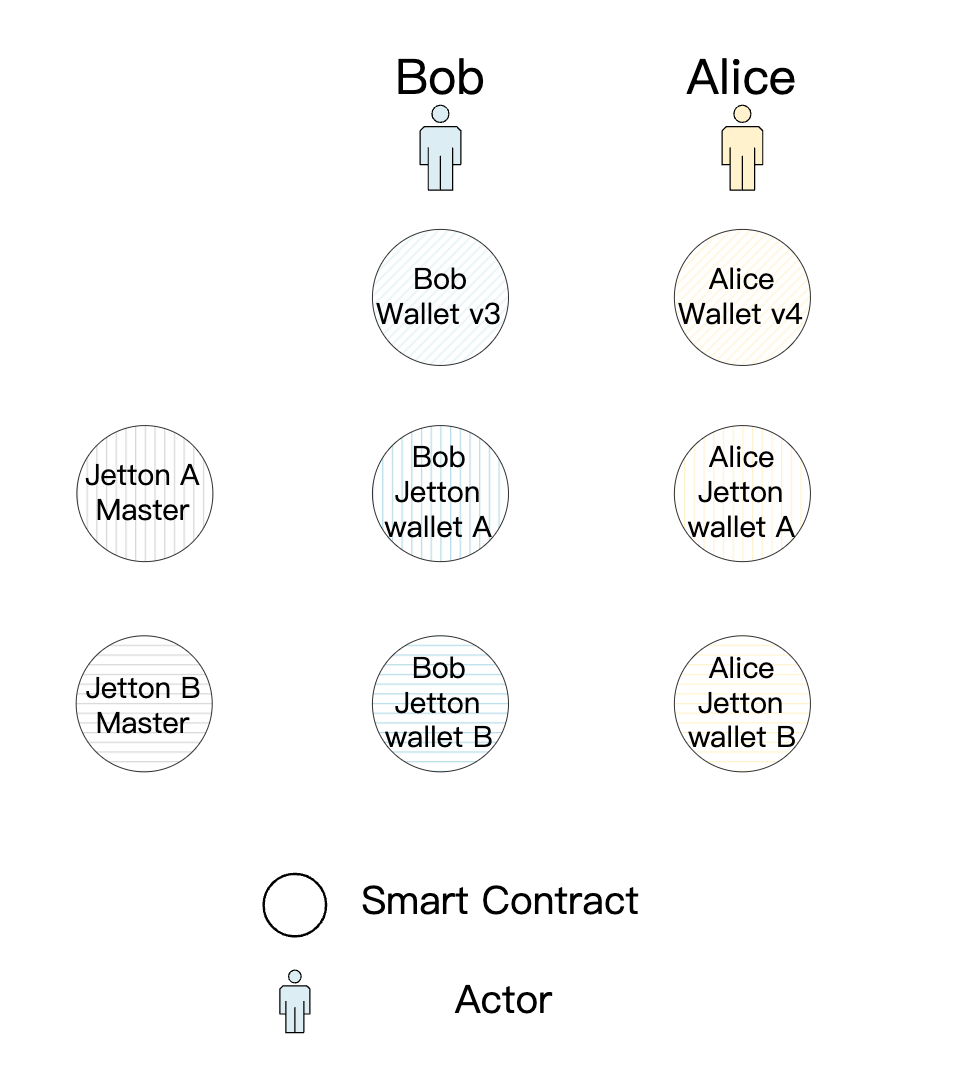 Bob
Alice
Bob
Wallet v3
Alice
Wallet v4
Jetton A
Master
Bob
Jetton
wallet A
Alice
Jetton
wallet A
Jetton B
Master
Bob
Jetton
wallet B
Alice
Jetton
wallet B
Smart Contract
Actor